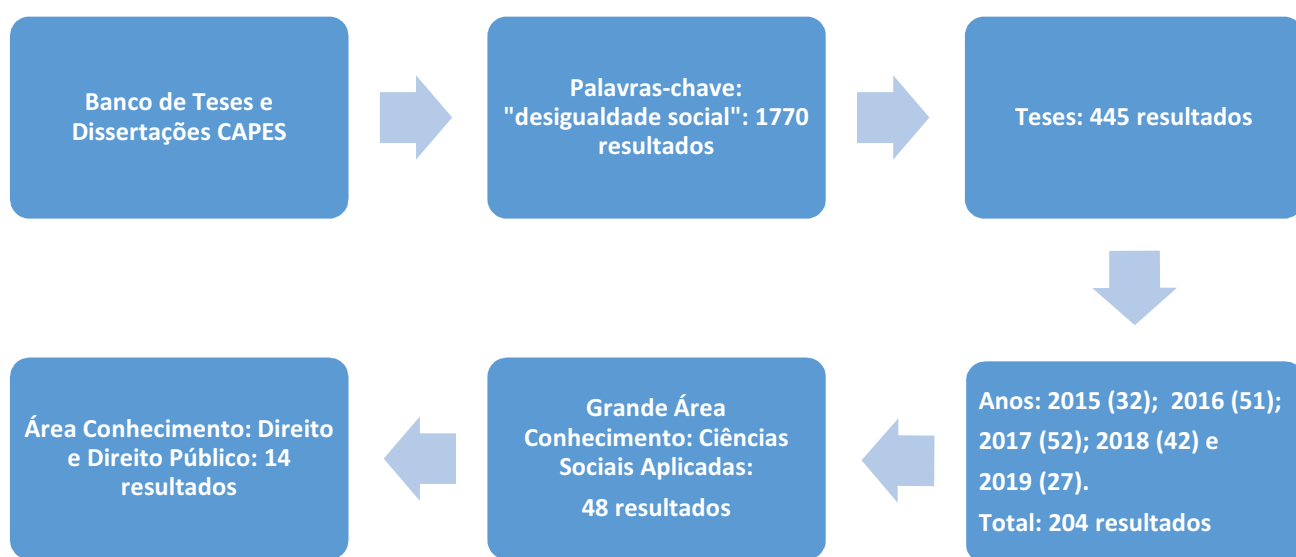 Banco de Teses e
Dissertações CAPES
Palavras-chave:
"desigualdade social": 1770
resultados
Teses: 445 resultados
Anos: 2015 (32); 2016 (51);
2017 (52); 2018 (42) e
2019 (27).
Total: 204 resultados
Grande Área
Conhecimento: Ciências
Sociais Aplicadas:
48 resultados
Área Conhecimento: Direito
e Direito Público: 14
resultados